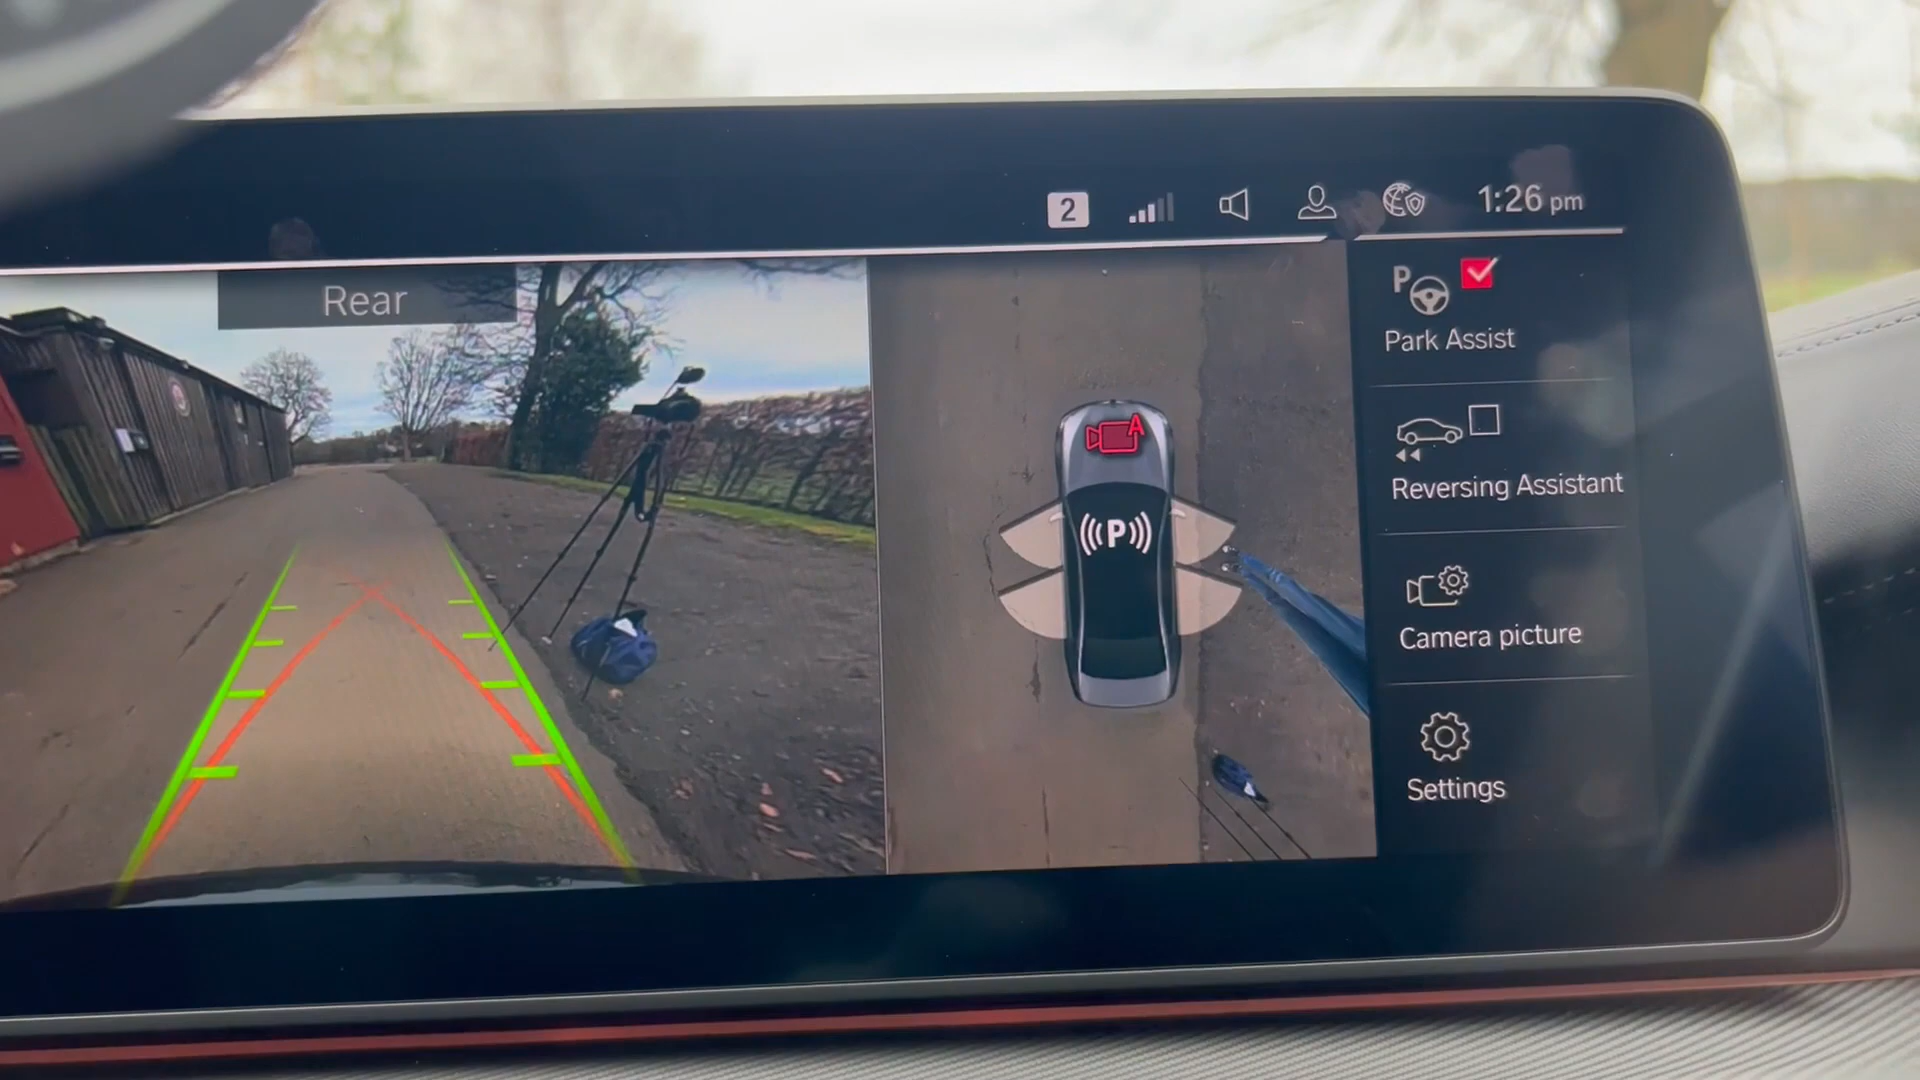 2
1:26 pm
Rear
P
Park Assist
A
P
Reversing Assistant
Camera picture
Settings